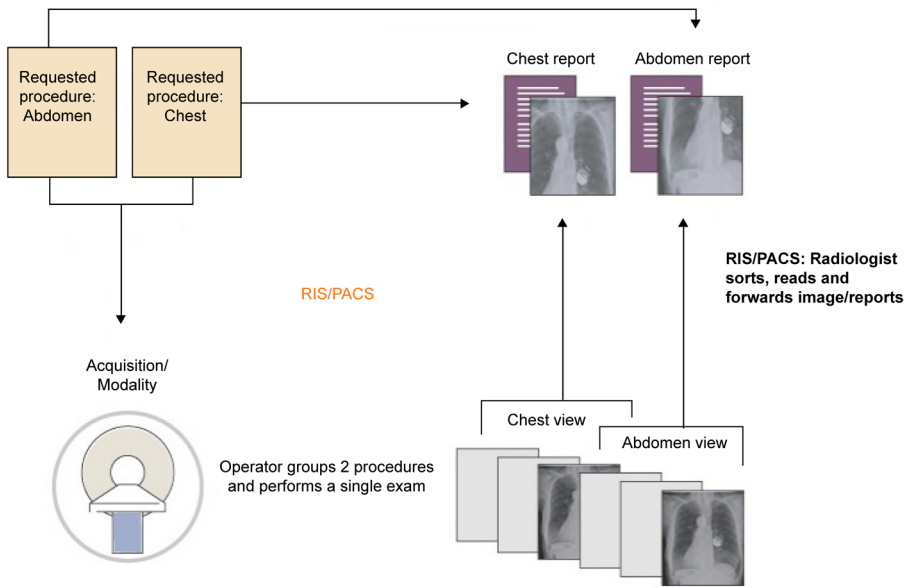 Requested
procedure:
Abdomen
Requested
procedure:
Chest
Chest report
Abdomen report
RIS/PACS: Radiologist
sorts, reads and
forwards image/reports
RIS/PACS
Acquisition/
Modality
Operator groups 2 procedures
and performs a single exam
Chest view
Abdomen view